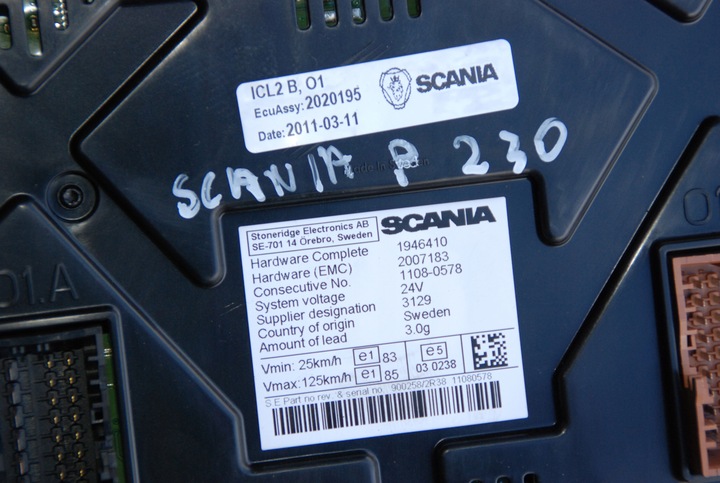 ICL2 B, O1
EcuAssy: 2020195
Date: 2011-03-11
SCANIA
Made in Sweden
SCANIA P 230
Stoneridge Electronics AB
SE-701 14 Örebro, Sweden
SCANIA
Hardware Complete 1946410
Hardware (EMC) 2007183
Consecutive No. 1108-0578
System voltage 24V
Supplier designation 3129
Country of origin Sweden
Amount of lead 3.0g
Vmin: 25km/h e1 83
Vmax: 125km/h e1 85
e5
03 0238
S.E Part no rev. & serial no. 900258/2R38 11080578
O1.A